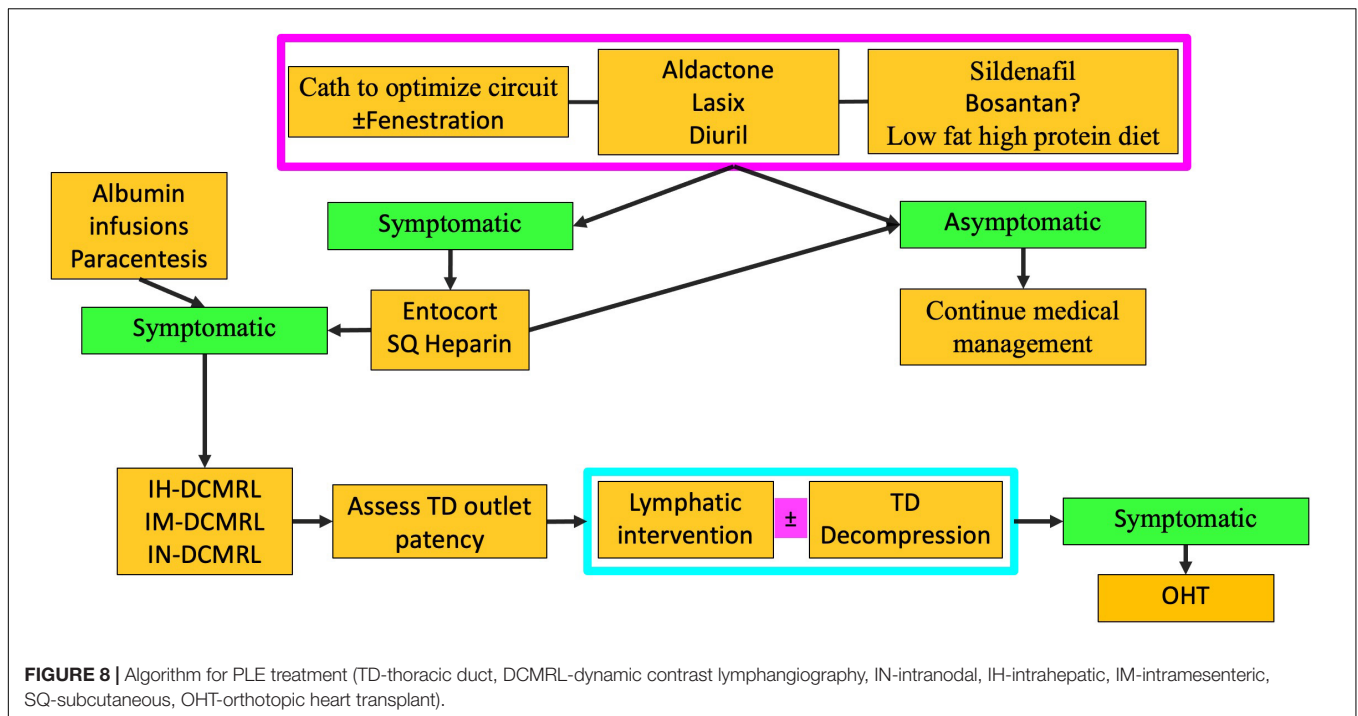 Cath to optimize circuit
±Fenestration
Aldactone
Lasix
Diuril
Sildenafil
Bosantan?
Low fat high protein diet
Albumin
infusions
Paracentesis
Symptomatic
Asymptomatic
Symptomatic
Entocort
SQ Heparin
Continue medical
management
IH-DCMRL
IM-DCMRL
IN-DCMRL
Assess TD outlet
patency
Lymphatic
intervention
±
TD
Decompression
Symptomatic
OHT
FIGURE 8 | Algorithm for PLE treatment (TD-thoracic duct, DCMRL-dynamic contrast lymphangiography, IN-intranodal, IH-intrahepatic, IM-intramesenteric,
SQ-subcutaneous, OHT-orthotopic heart transplant).